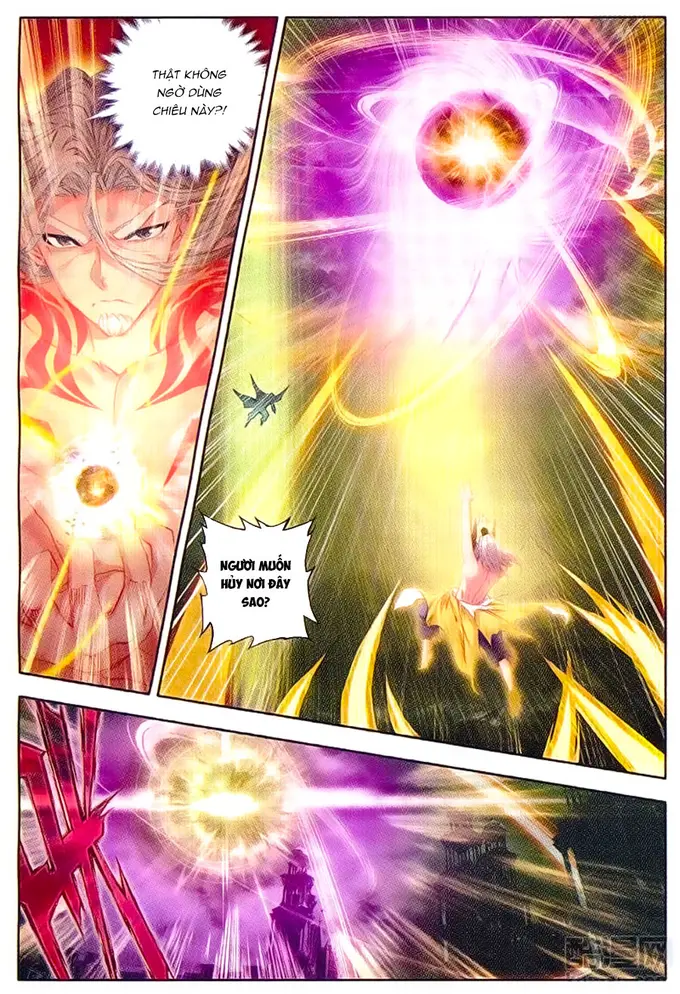 THẬT KHÔNG
NGỜ DÙNG
CHIÊU NÀY?!
NGƯƠI MUỐN
HỦY NƠI ĐÂY
SAO?